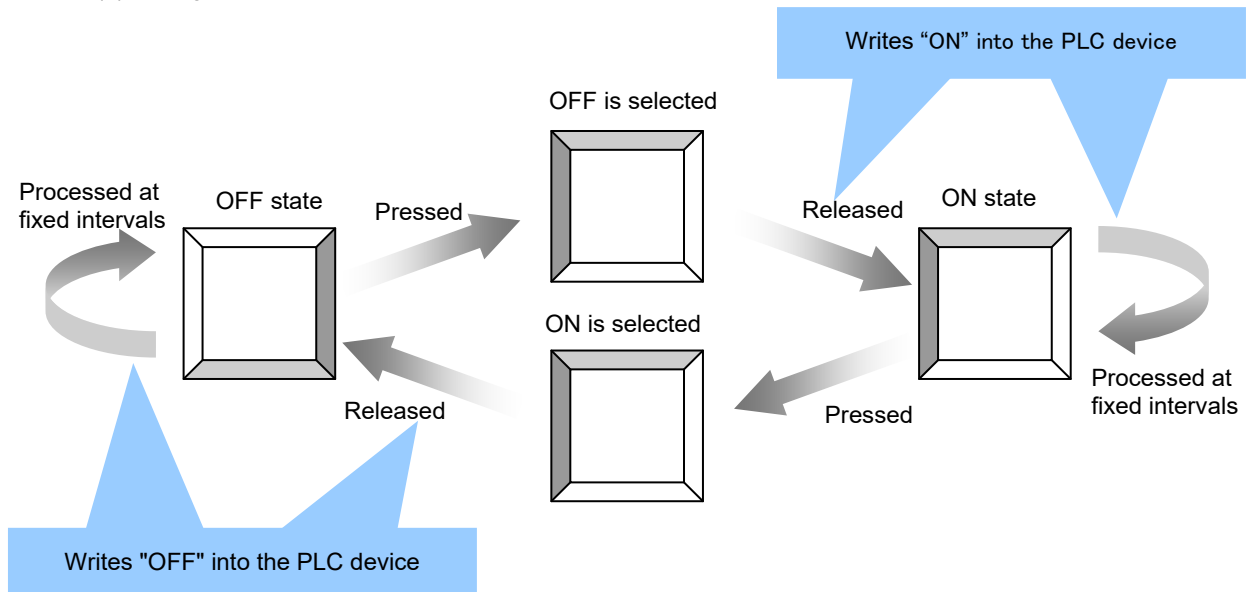 Writes “ON” into the PLC device
OFF is selected
Processed at
fixed intervals
OFF state
Pressed
Released
ON state
ON is selected
Processed at
fixed intervals
Released
Pressed
Writes "OFF" into the PLC device